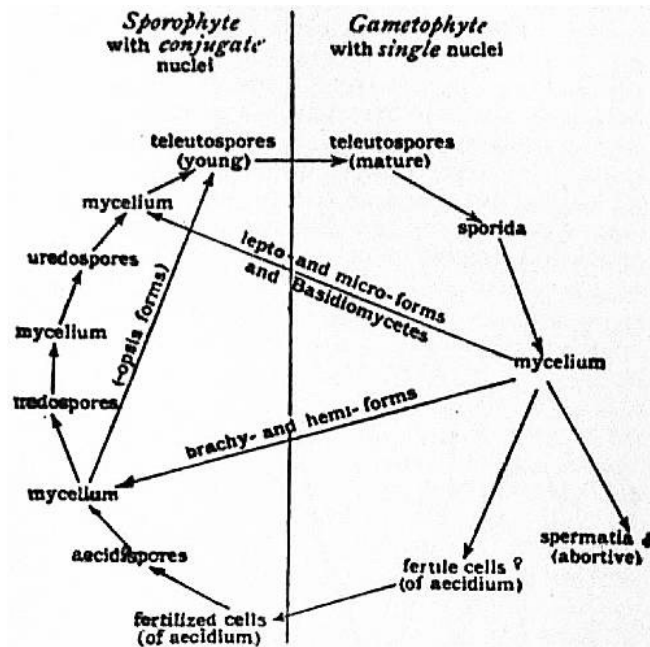 Sporophyte
with conjugate
nuclei
Gametophyte
with single nuclei
teleutospores
(young)
teleutospores
(mature)
mycelium
sporida
uredospores
lepto- and micro-forms
and Basidiomycetes
(-opsis forms)
mycelium
mycelium
uredospores
brachy- and hemi-forms
mycelium
aecidiospores
fertile cells ♀
(of aecidium)
spermatia ♂
(abortive)
fertilized cells
(of aecidium)